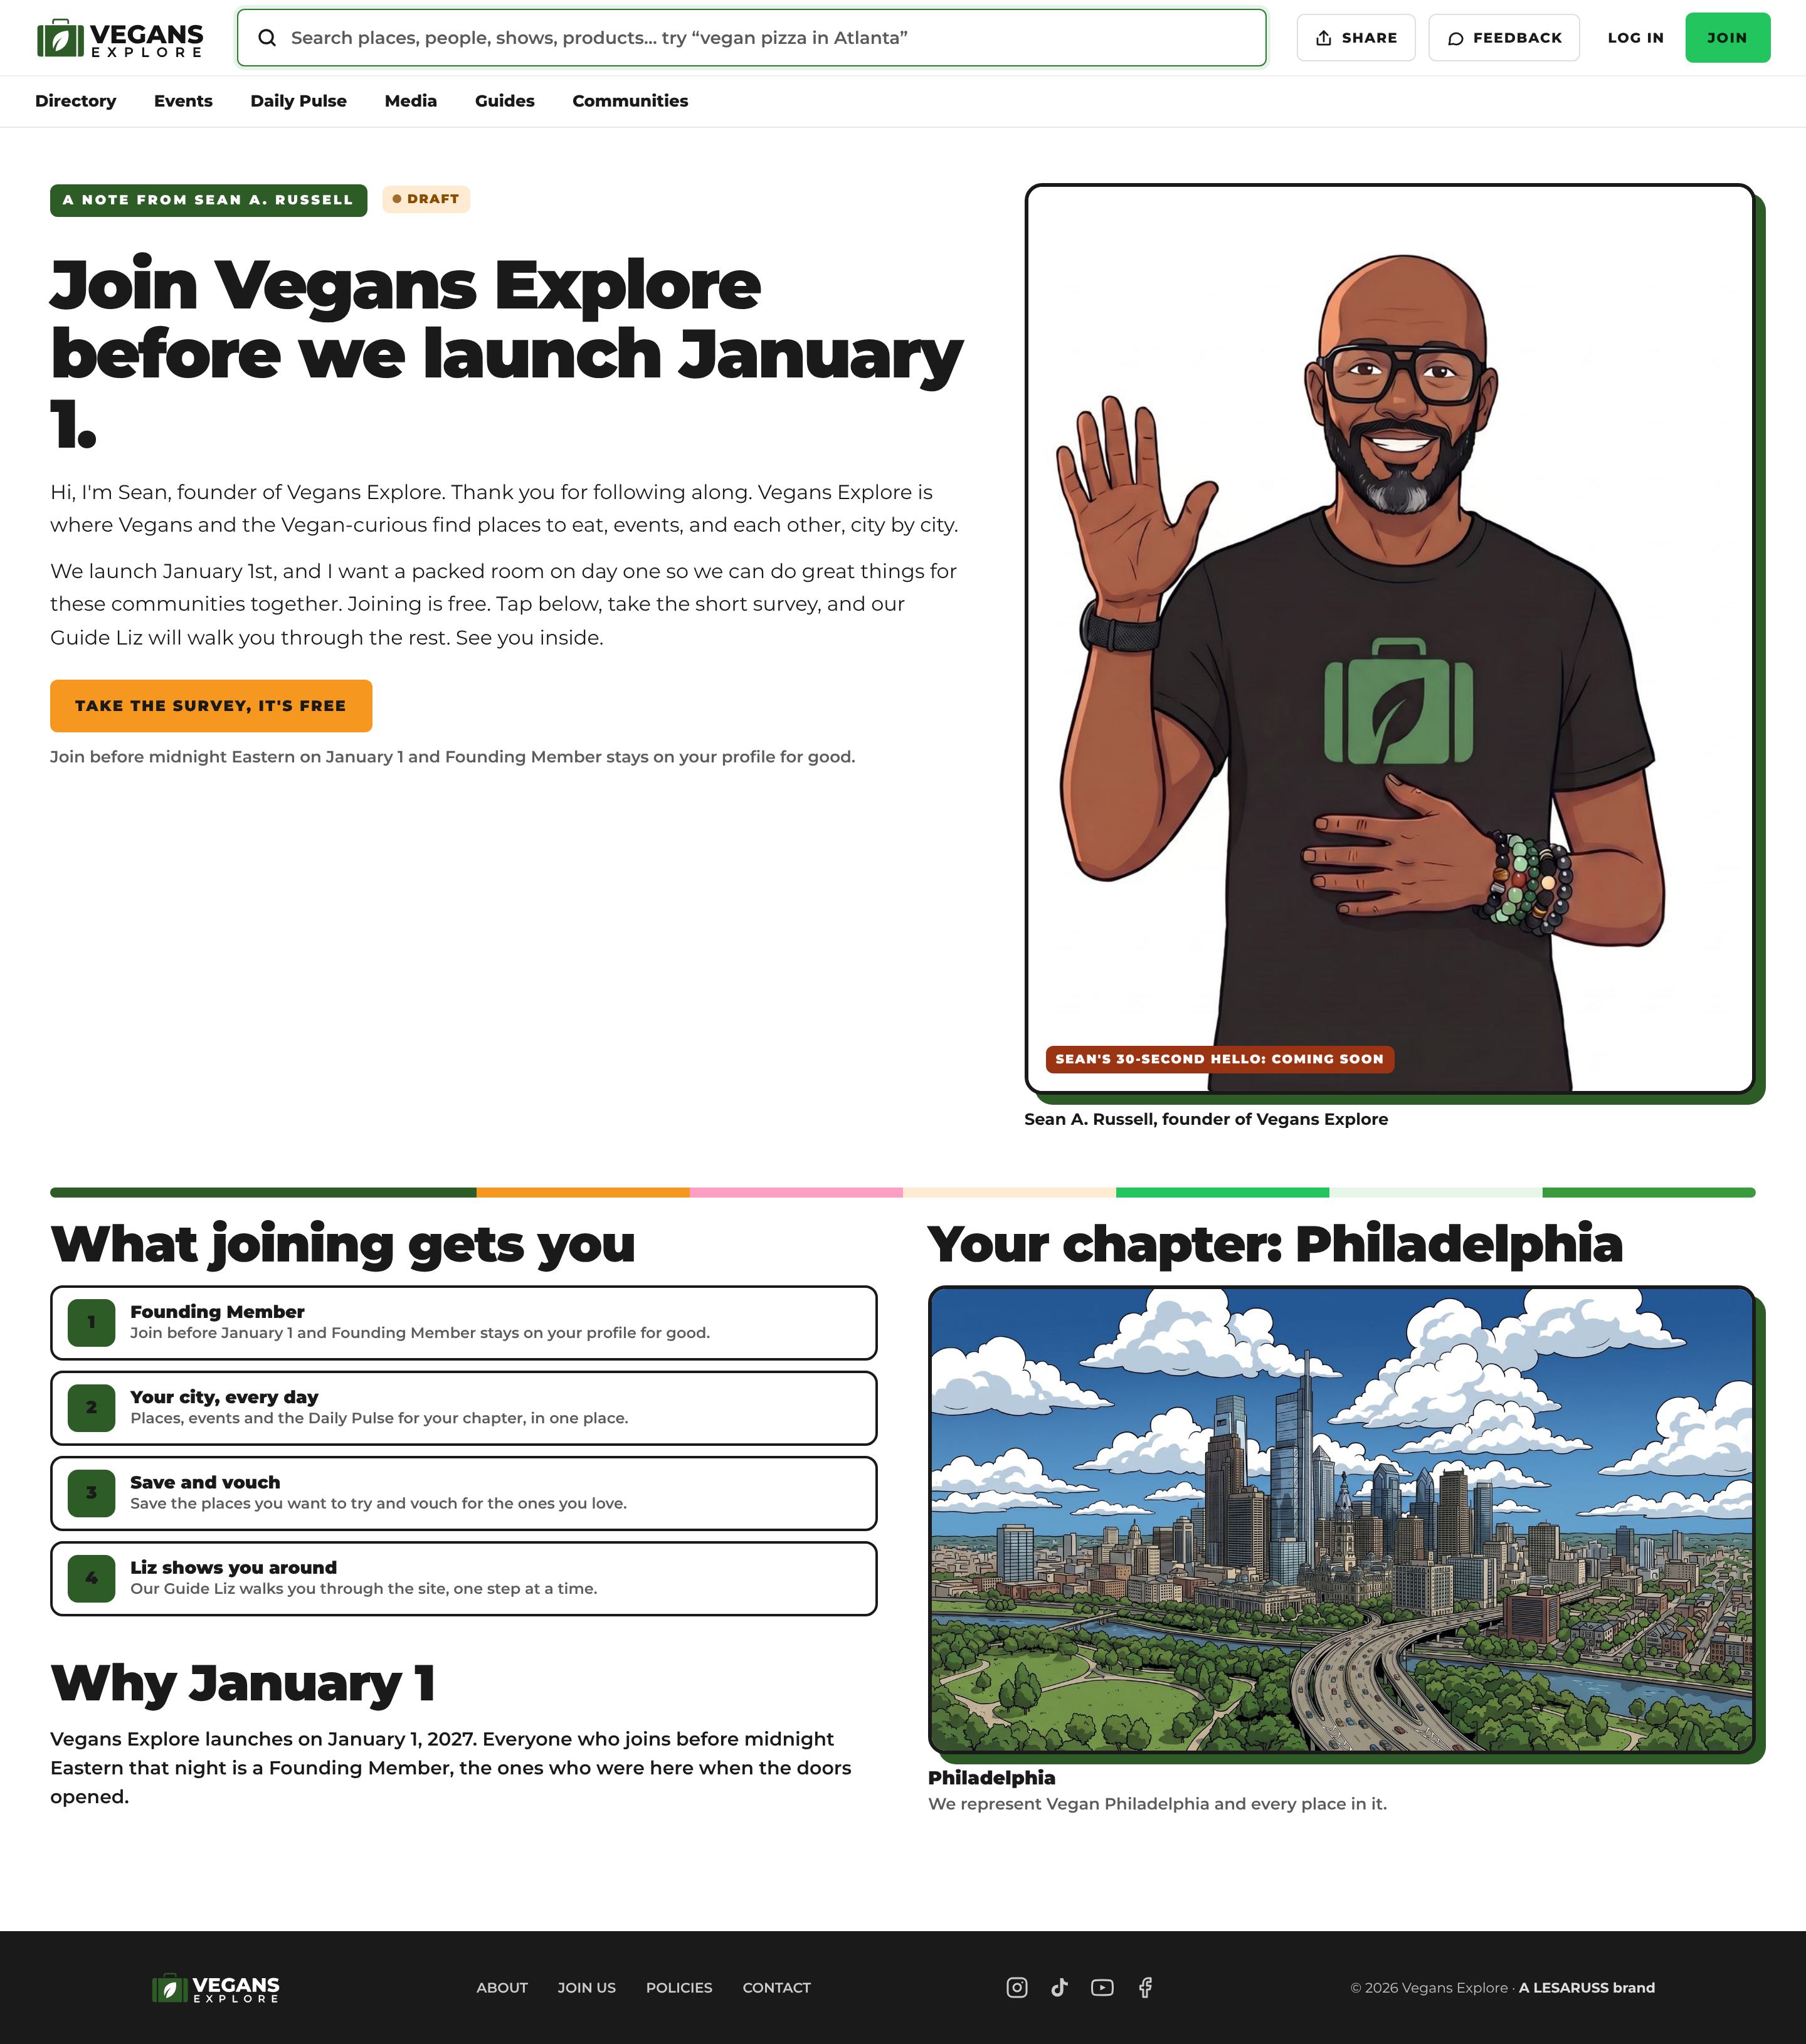 VEGANS
EXPLORE
Search places, people, shows, products... try “vegan pizza in Atlanta”
SHARE
FEEDBACK
LOG IN
JOIN
Directory
Events
Daily Pulse
Media
Guides
Communities
A NOTE FROM SEAN A. RUSSELL
DRAFT
Join Vegans Explore
before we launch January
1.
Hi, I'm Sean, founder of Vegans Explore. Thank you for following along. Vegans Explore is
where Vegans and the Vegan-curious find places to eat, events, and each other, city by city.
We launch January 1st, and I want a packed room on day one so we can do great things for
these communities together. Joining is free. Tap below, take the short survey, and our
Guide Liz will walk you through the rest. See you inside.
TAKE THE SURVEY, IT'S FREE
Join before midnight Eastern on January 1 and Founding Member stays on your profile for good.
SEAN'S 30-SECOND HELLO: COMING SOON
Sean A. Russell, founder of Vegans Explore
What joining gets you
1
Founding Member
Join before January 1 and Founding Member stays on your profile for good.
2
Your city, every day
Places, events and the Daily Pulse for your chapter, in one place.
3
Save and vouch
Save the places you want to try and vouch for the ones you love.
4
Liz shows you around
Our Guide Liz walks you through the site, one step at a time.
Why January 1
Vegans Explore launches on January 1, 2027. Everyone who joins before midnight
Eastern that night is a Founding Member, the ones who were here when the doors
opened.
Your chapter: Philadelphia
Philadelphia
We represent Vegan Philadelphia and every place in it.
VEGANS
EXPLORE
ABOUT
JOIN US
POLICIES
CONTACT
© 2026 Vegans Explore · A LESARUSS brand